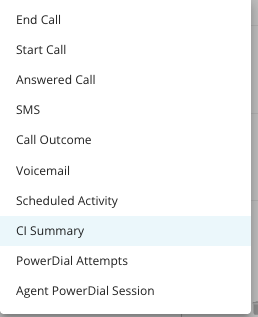 End Call
Start Call
Answered Call
SMS
Call Outcome
Voicemail
Scheduled Activity
CI Summary
PowerDial Attempts
Agent PowerDial Session